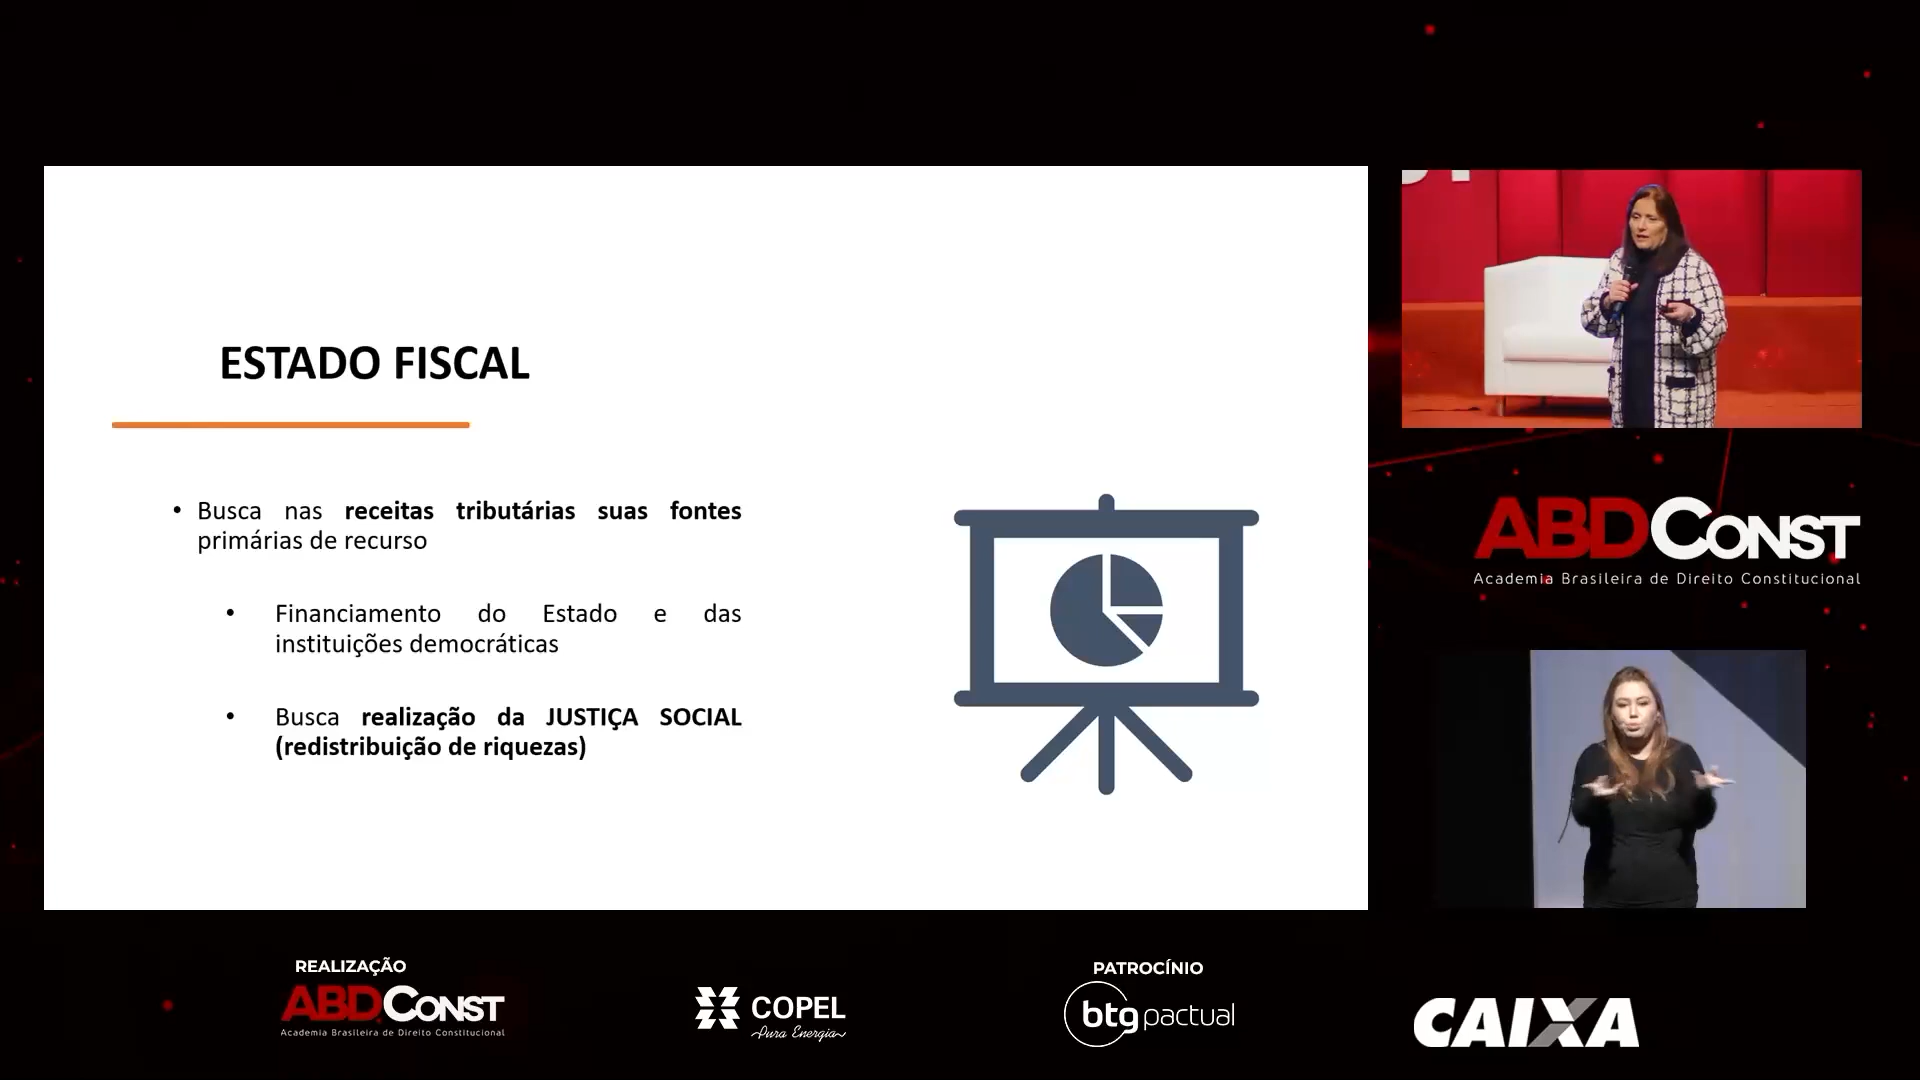 ESTADO FISCAL
• Busca nas receitas tributárias suas fontes
primárias de recurso
• Financiamento do Estado e das
instituições democráticas
• Busca realização da JUSTIÇA SOCIAL
(redistribuição de riquezas)
ABDCONST
Academia Brasileira de Direito Constitucional
REALIZAÇÃO
ABDCONST
Academia Brasileira de Direito Constitucional
COPEL
Pura Energia
PATROCÍNIO
btg pactual
CAIXA